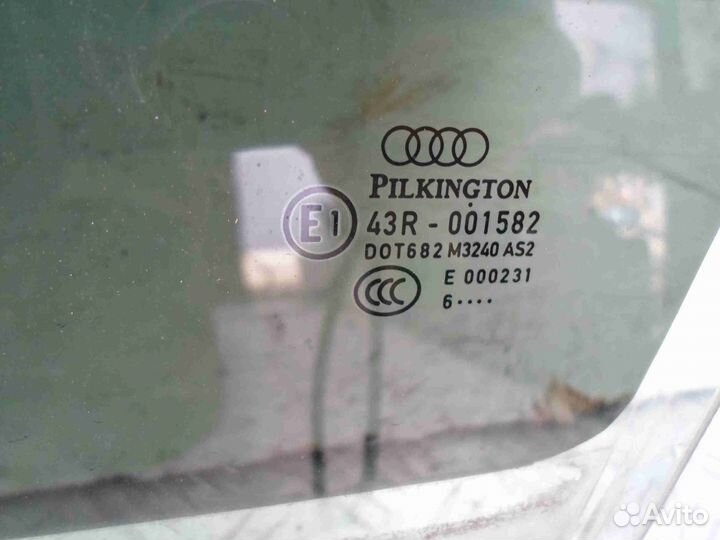 PILKINGTON
E1 43R - 001582
DOT682 M3240 AS2
CCC E 000231
6····
Avito